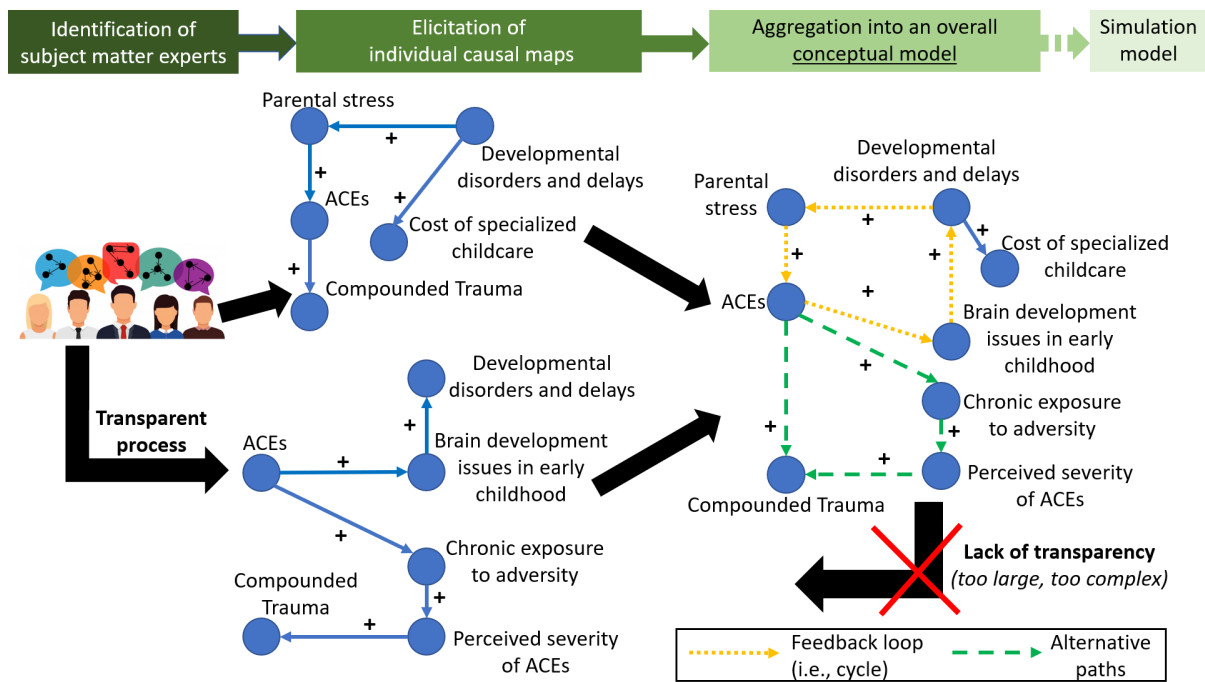 Identification of
subject matter experts
Elicitation of
individual causal maps
Aggregation into an overall
conceptual model
Simulation
model
Parental stress
+
Developmental
disorders and delays
+
ACEs
+
Cost of specialized
childcare
+
Compounded Trauma
Transparent
process
Developmental
disorders and delays
+
ACEs
+
Brain development
issues in early
childhood
+
Chronic exposure
to adversity
+
Compounded
Trauma
+
Perceived severity
of ACEs
Developmental
disorders and delays
Parental
stress
+
+
Cost of specialized
childcare
+
+
ACEs
+
Brain development
issues in early
childhood
+
Chronic exposure
to adversity
+
+
+
Perceived severity
of ACEs
Compounded Trauma
Lack of transparency
(too large, too complex)
Feedback loop
(i.e., cycle)
Alternative
paths